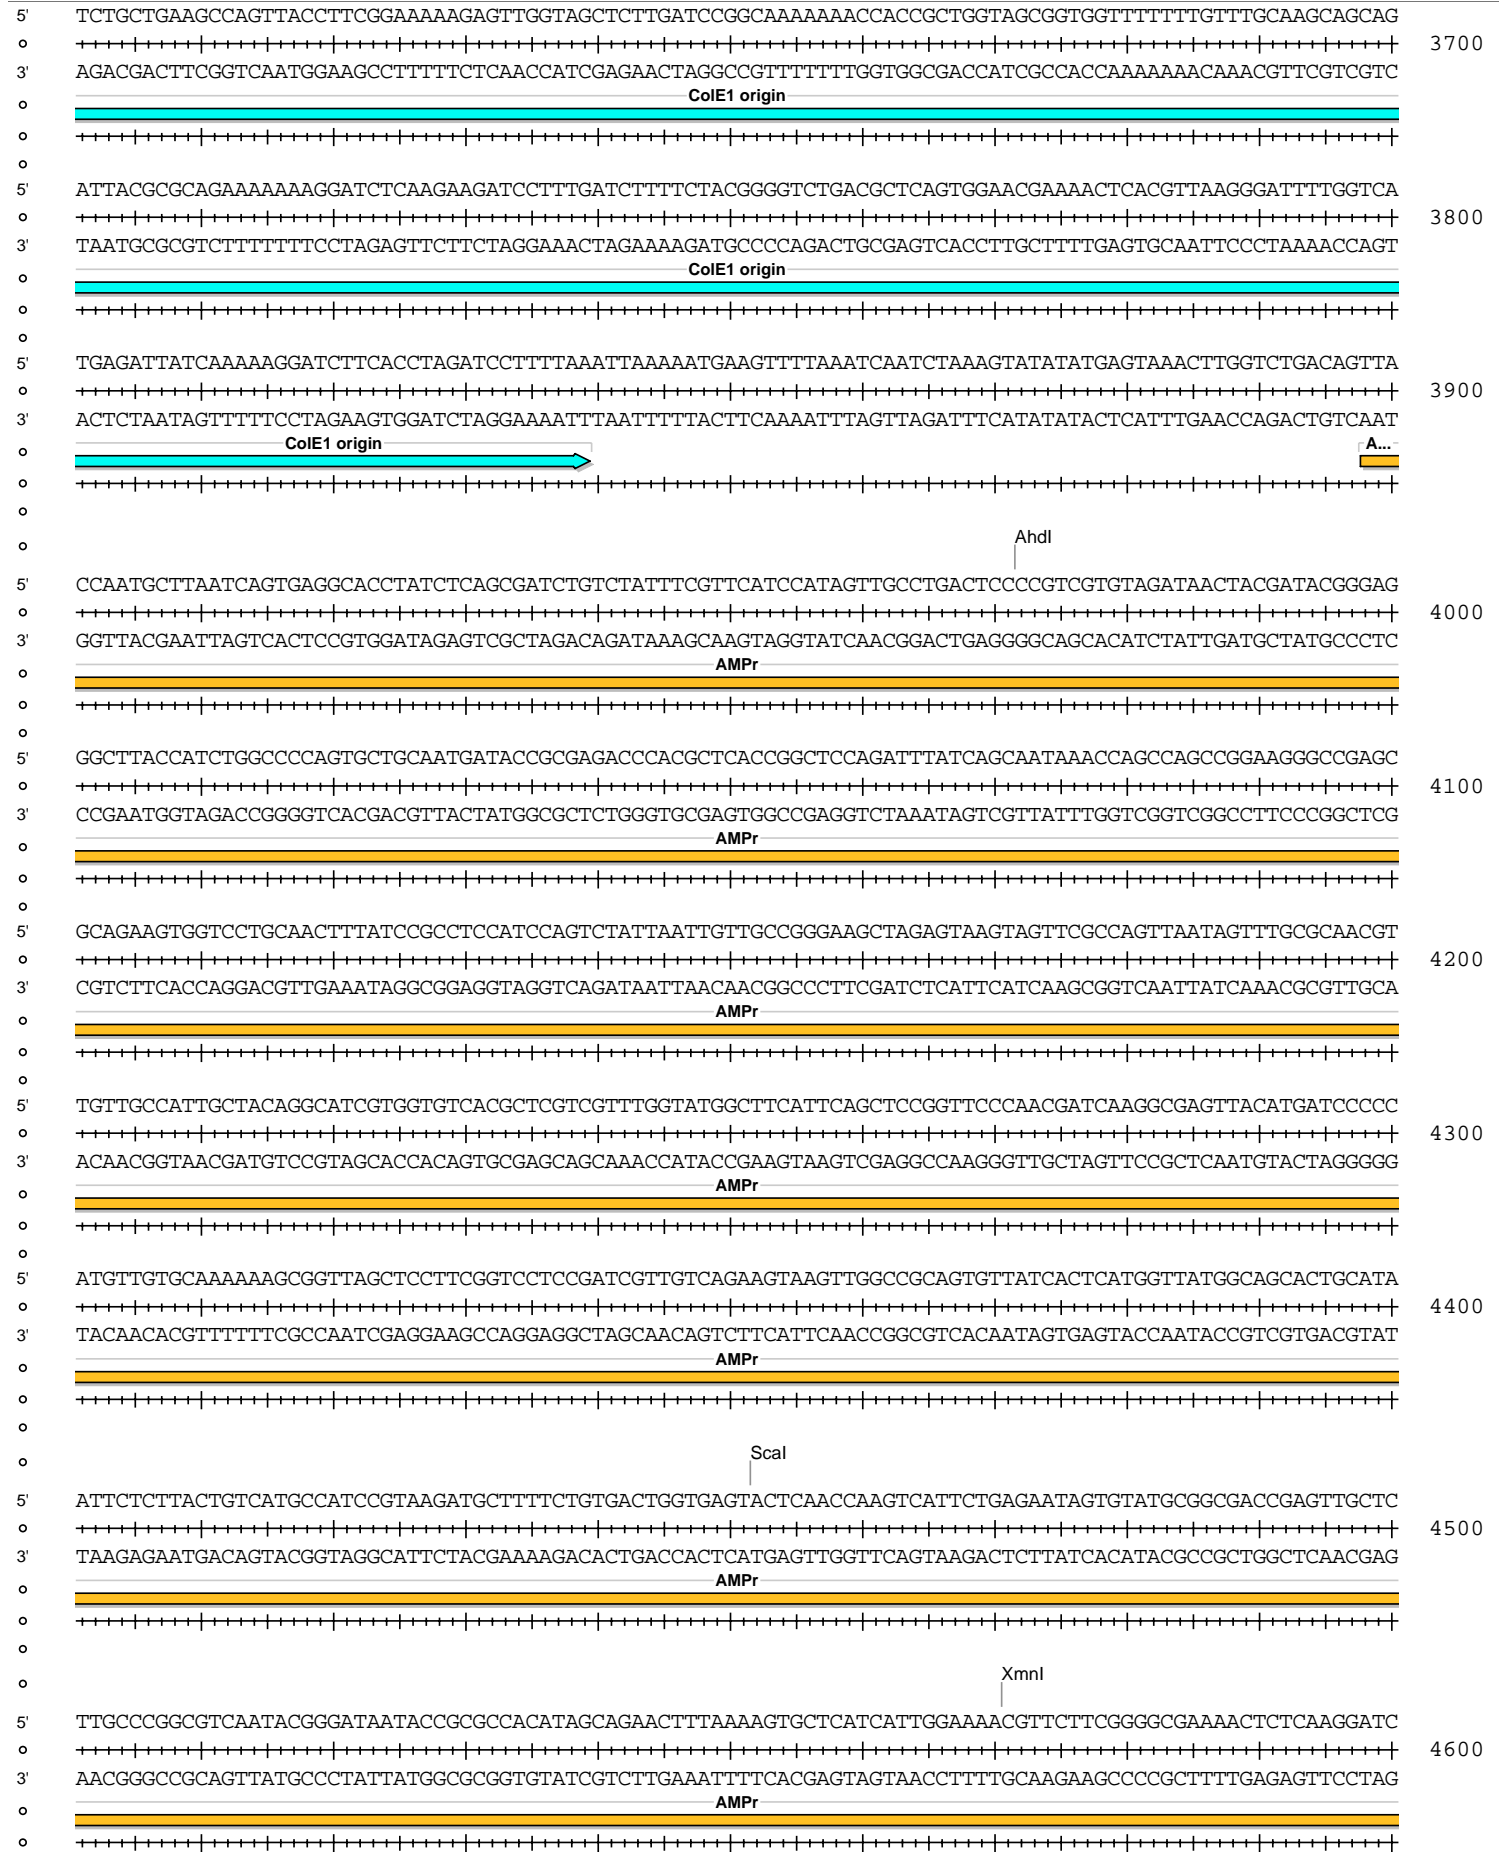 5' TCTGCTGAAGCCAGTTACCTTCGGAAAAAGAGTTGGTAGCTCTTGATCCGGCAAAAAAACCACCGCTGGTAGCGGTGGTTTTTTTGTTTGCAAGCAGCAG
3700
3' AGACGACTTCGGTCAATGGAAGCCTTTTTCTCAACCATCGAGAACTAGGCCGTTTTTTTGGTGGCGACCATCGCCACCAAAAAAACAAACGTTCGTCGTC
ColE1 origin
5' ATTACGCGCAGAAAAAAAGGATCTCAAGAAGATCCTTTGATCTTTTCTACGGGGTCTGACGCTCAGTGGAACGAAAACTCACGTTAAGGGATTTTGGTCA
3800
3' TAATGCGCGTCTTTTTTTCCTAGAGTTCTTCTAGGAAACTAGAAAAGATGCCCCAGACTGCGAGTCACCTTGCTTTTGAGTGCAATTCCCTAAAACCAGT
ColE1 origin
5' TGAGATTATCAAAAAGGATCTTCACCTAGATCCTTTTAAATTAAAAATGAAGTTTTAAATCAATCTAAAGTATATATGAGTAAACTTGGTCTGACAGTTA
3900
3' ACTCTAATAGTTTTTCCTAGAAGTGGATCTAGGAAAATTTAATTTTTACTTCAAAATTTAGTTAGATTTCATATATACTCATTTGAACCAGACTGTCAAT
ColE1 origin A...
AhdI
5' CCAATGCTTAATCAGTGAGGCACCTATCTCAGCGATCTGTCTATTTCGTTCATCCATAGTTGCCTGACTCCCCGTCGTGTAGATAACTACGATACGGGAG
4000
3' GGTTACGAATTAGTCACTCCGTGGATAGAGTCGCTAGACAGATAAAGCAAGTAGGTATCAACGGACTGAGGGGCAGCACATCTATTGATGCTATGCCCTC
AMPr
5' GGCTTACCATCTGGCCCCAGTGCTGCAATGATACCGCGAGACCCACGCTCACCGGCTCCAGATTTATCAGCAATAAACCAGCCAGCCGGAAGGGCCGAGC
4100
3' CCGAATGGTAGACCGGGGTCACGACGTTACTATGGCGCTCTGGGTGCGAGTGGCCGAGGTCTAAATAGTCGTTATTTGGTCGGTCGGCCTTCCCGGCTCG
AMPr
5' GCAGAAGTGGTCCTGCAACTTTATCCGCCTCCATCCAGTCTATTAATTGTTGCCGGGAAGCTAGAGTAAGTAGTTCGCCAGTTAATAGTTTGCGCAACGT
4200
3' CGTCTTCACCAGGACGTTGAAATAGGCGGAGGTAGGTCAGATAATTAACAACGGCCCTTCGATCTCATTCATCAAGCGGTCAATTATCAAACGCGTTGCA
AMPr
5' TGTTGCCATTGCTACAGGCATCGTGGTGTCACGCTCGTCGTTTGGTATGGCTTCATTCAGCTCCGGTTCCCAACGATCAAGGCGAGTTACATGATCCCCC
4300
3' ACAACGGTAACGATGTCCGTAGCACCACAGTGCGAGCAGCAAACCATACCGAAGTAAGTCGAGGCCAAGGGTTGCTAGTTCCGCTCAATGTACTAGGGGG
AMPr
5' ATGTTGTGCAAAAAAGCGGTTAGCTCCTTCGGTCCTCCGATCGTTGTCAGAAGTAAGTTGGCCGCAGTGTTATCACTCATGGTTATGGCAGCACTGCATA
4400
3' TACAACACGTTTTTTCGCCAATCGAGGAAGCCAGGAGGCTAGCAACAGTCTTCATTCAACCGGCGTCACAATAGTGAGTACCAATACCGTCGTGACGTAT
AMPr
ScaI
5' ATTCTCTTACTGTCATGCCATCCGTAAGATGCTTTTCTGTGACTGGTGAGTACTCAACCAAGTCATTCTGAGAATAGTGTATGCGGCGACCGAGTTGCTC
4500
3' TAAGAGAATGACAGTACGGTAGGCATTCTACGAAAAGACACTGACCACTCATGAGTTGGTTCAGTAAGACTCTTATCACATACGCCGCTGGCTCAACGAG
AMPr
XmnI
5' TTGCCCGGCGTCAATACGGGATAATACCGCGCCACATAGCAGAACTTTAAAAGTGCTCATCATTGGAAAACGTTCTTCGGGGCGAAAACTCTCAAGGATC
4600
3' AACGGGCCGCAGTTATGCCCTATTATGGCGCGGTGTATCGTCTTGAAATTTTCACGAGTAGTAACCTTTTGCAAGAAGCCCCGCTTTTGAGAGTTCCTAG
AMPr